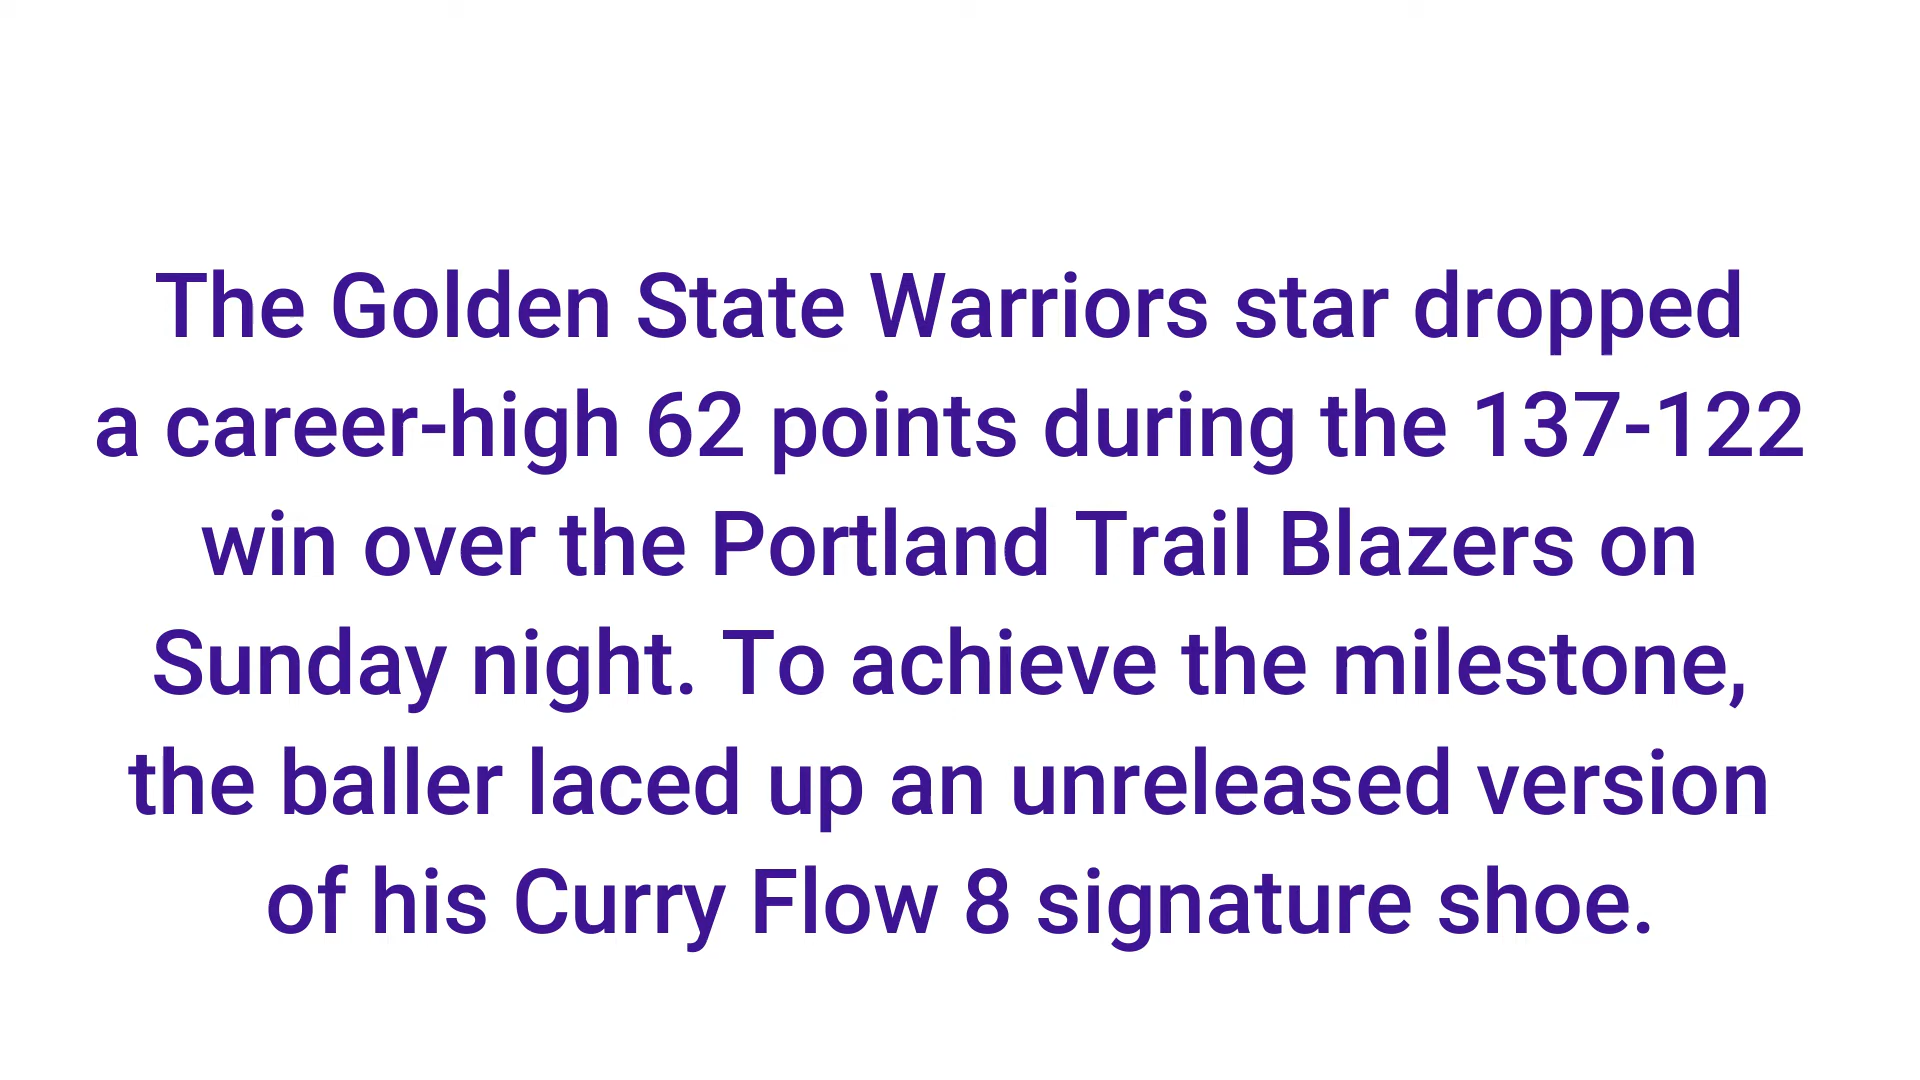 The Golden State Warriors star dropped
a career-high 62 points during the 137-122
win over the Portland Trail Blazers on
Sunday night. To achieve the milestone,
the baller laced up an unreleased version
of his Curry Flow 8 signature shoe.